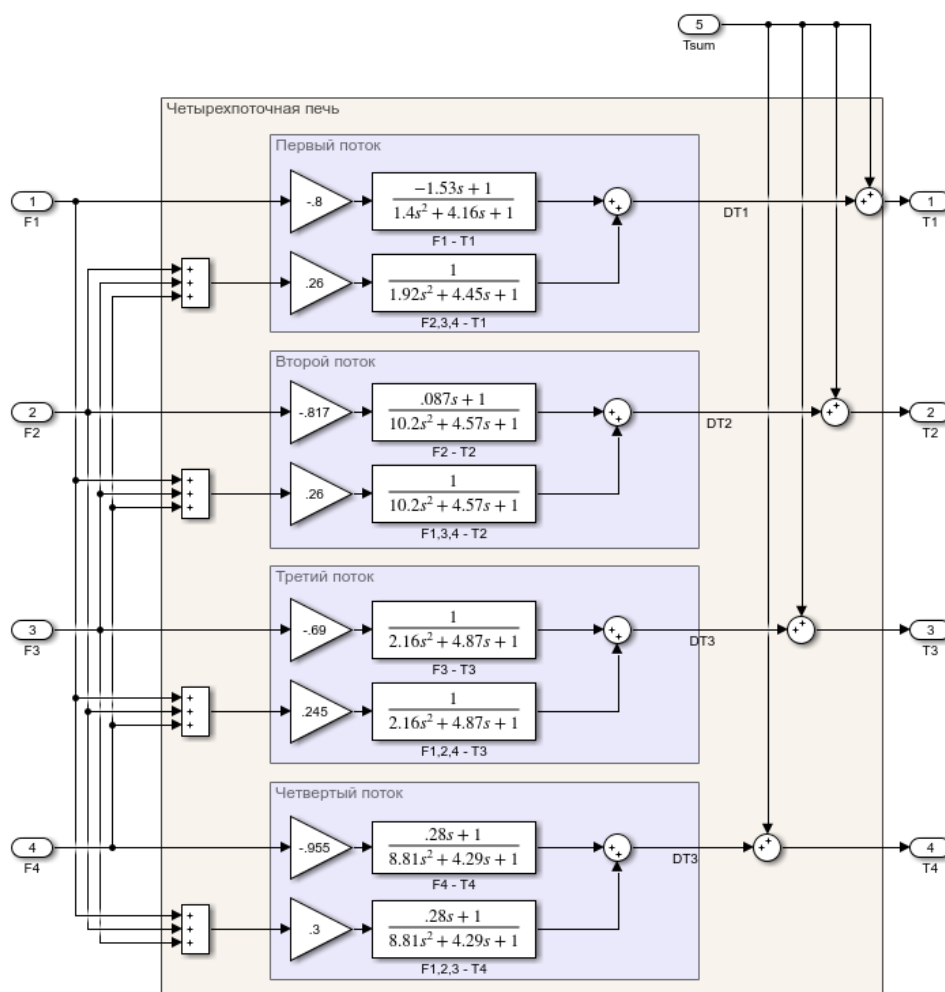 5
Tsum
Четырехпоточная печь
Первый поток
1
F1
-.8
-1.53s + 1
1.4s² + 4.16s + 1
F1 - T1
+
+
DT1
+
+
1
T1
+
+
+
.26
1
1.92s² + 4.45s + 1
F2,3,4 - T1
Второй поток
2
F2
-.817
.087s + 1
10.2s² + 4.57s + 1
F2 - T2
+
+
DT2
+
+
2
T2
+
+
+
.26
1
10.2s² + 4.57s + 1
F1,3,4 - T2
Третий поток
3
F3
-.69
1
2.16s² + 4.87s + 1
F3 - T3
+
+
DT3
+
+
3
T3
+
+
+
.245
1
2.16s² + 4.87s + 1
F1,2,4 - T3
Четвертый поток
4
F4
-.955
.28s + 1
8.81s² + 4.29s + 1
F4 - T4
+
+
DT3
+
+
4
T4
+
+
+
.3
.28s + 1
8.81s² + 4.29s + 1
F1,2,3 - T4